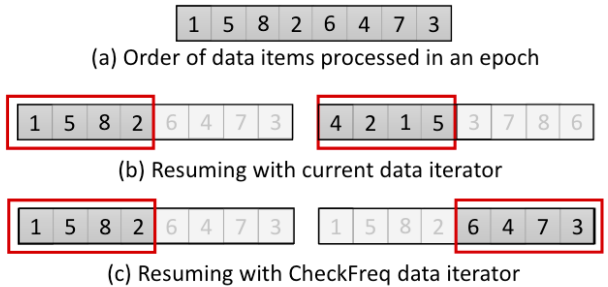 1 5 8 2 6 4 7 3
(a) Order of data items processed in an epoch
1 5 8 2 6 4 7 3 4 2 1 5 3 7 8 6
(b) Resuming with current data iterator
1 5 8 2 6 4 7 3 1 5 8 2 6 4 7 3
(c) Resuming with CheckFreq data iterator